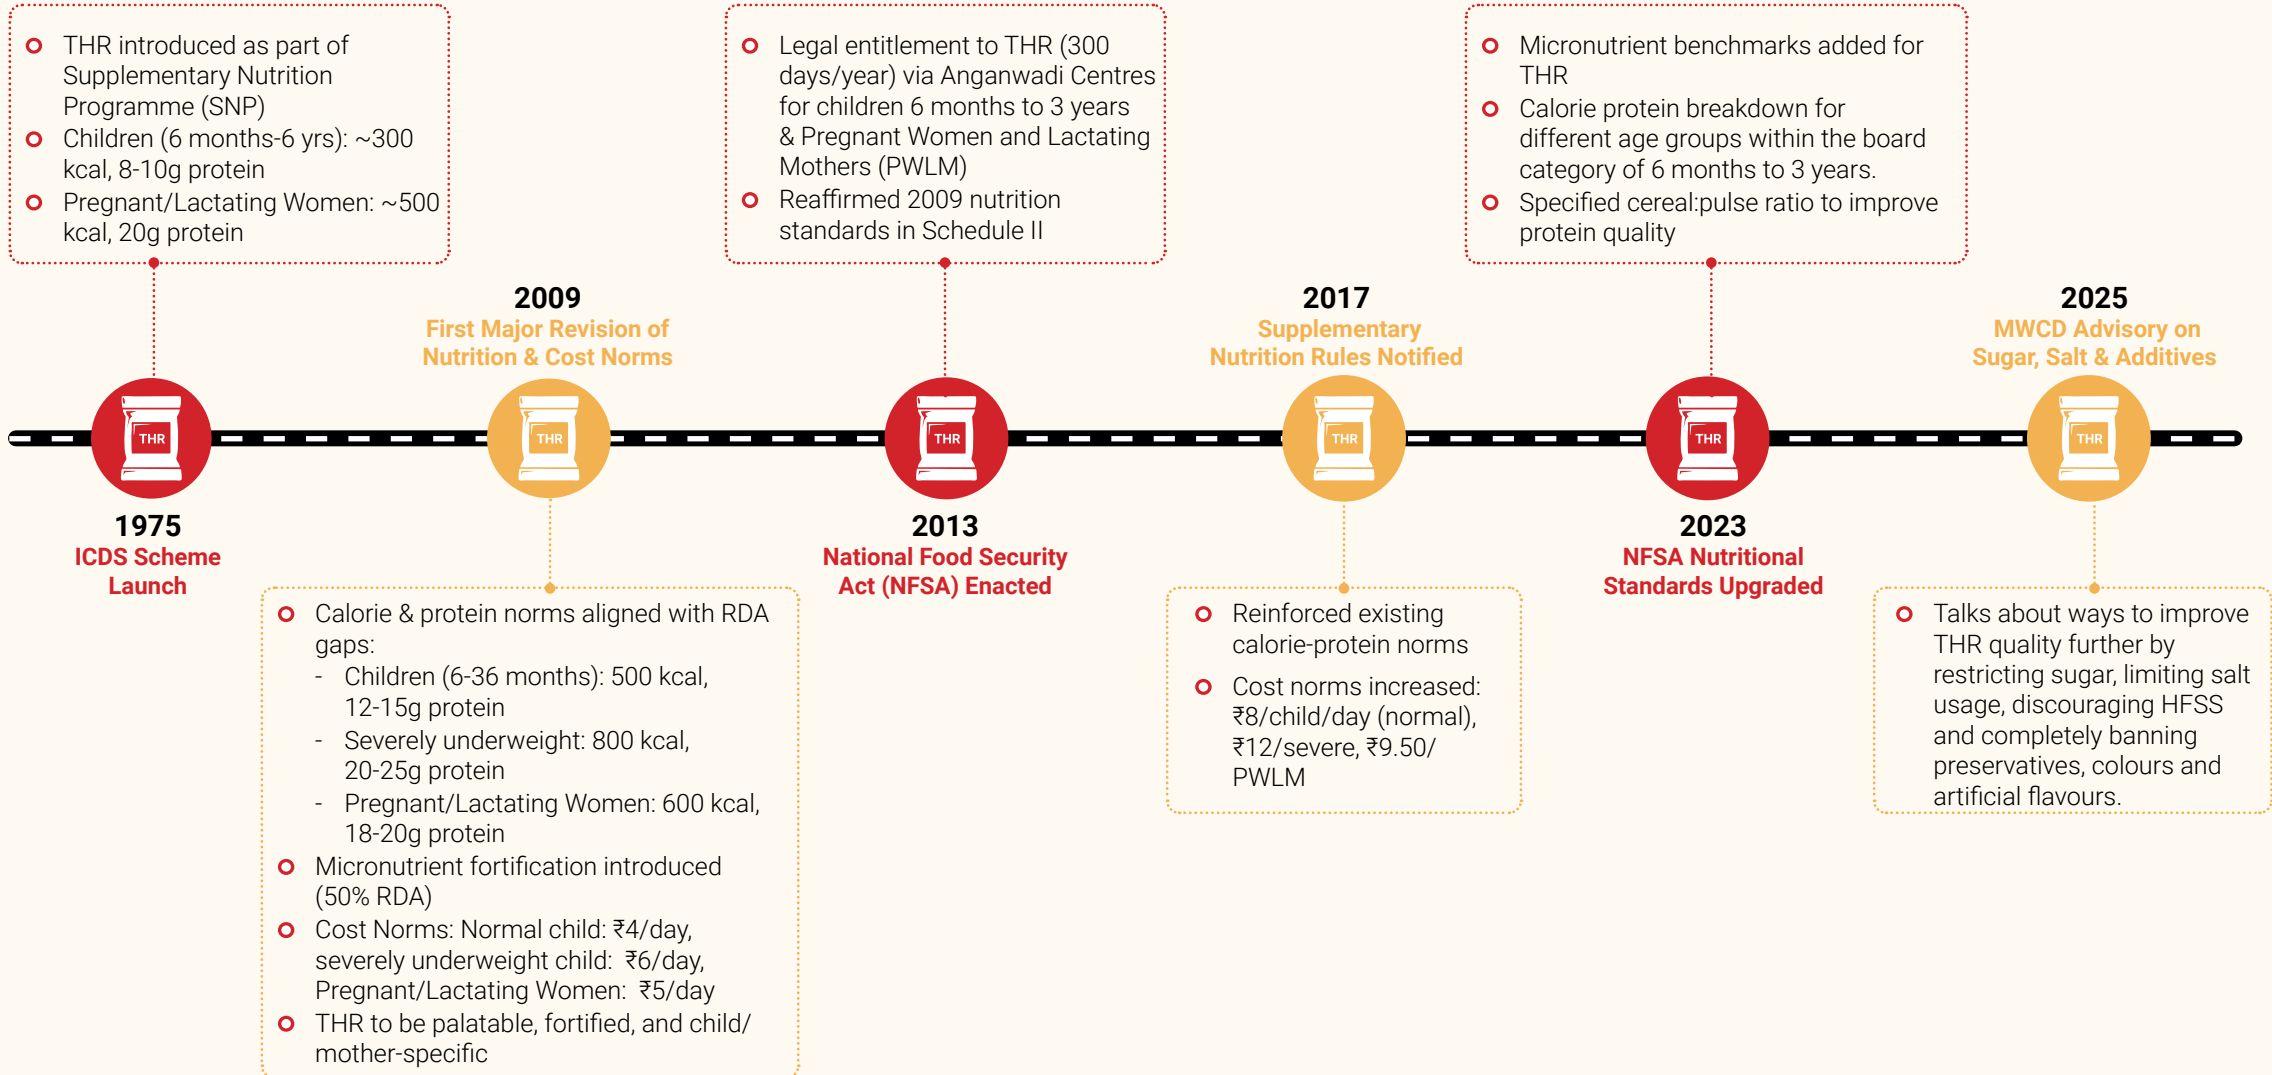 THR introduced as part of
Supplementary Nutrition
Programme (SNP)
Children (6 months-6 yrs): ~300
kcal, 8-10g protein
Pregnant/Lactating Women: ~500
kcal, 20g protein
THR
1975
ICDS Scheme
Launch
2009
First Major Revision of
Nutrition & Cost Norms
THR
Calorie & protein norms aligned with RDA
gaps:
- Children (6-36 months): 500 kcal,
12-15g protein
- Severely underweight: 800 kcal,
20-25g protein
- Pregnant/Lactating Women: 600 kcal,
18-20g protein
Micronutrient fortification introduced
(50% RDA)
Cost Norms: Normal child: ₹4/day,
severely underweight child: ₹6/day,
Pregnant/Lactating Women: ₹5/day
THR to be palatable, fortified, and child/
mother-specific
Legal entitlement to THR (300
days/year) via Anganwadi Centres
for children 6 months to 3 years
& Pregnant Women and Lactating
Mothers (PWLM)
Reaffirmed 2009 nutrition
standards in Schedule II
THR
2013
National Food Security
Act (NFSA) Enacted
2017
Supplementary
Nutrition Rules Notified
THR
Reinforced existing
calorie-protein norms
Cost norms increased:
₹8/child/day (normal),
₹12/severe, ₹9.50/
PWLM
Micronutrient benchmarks added for
THR
Calorie protein breakdown for
different age groups within the board
category of 6 months to 3 years.
Specified cereal:pulse ratio to improve
protein quality
THR
2023
NFSA Nutritional
Standards Upgraded
2025
MWCD Advisory on
Sugar, Salt & Additives
THR
Talks about ways to improve
THR quality further by
restricting sugar, limiting salt
usage, discouraging HFSS
and completely banning
preservatives, colours and
artificial flavours.